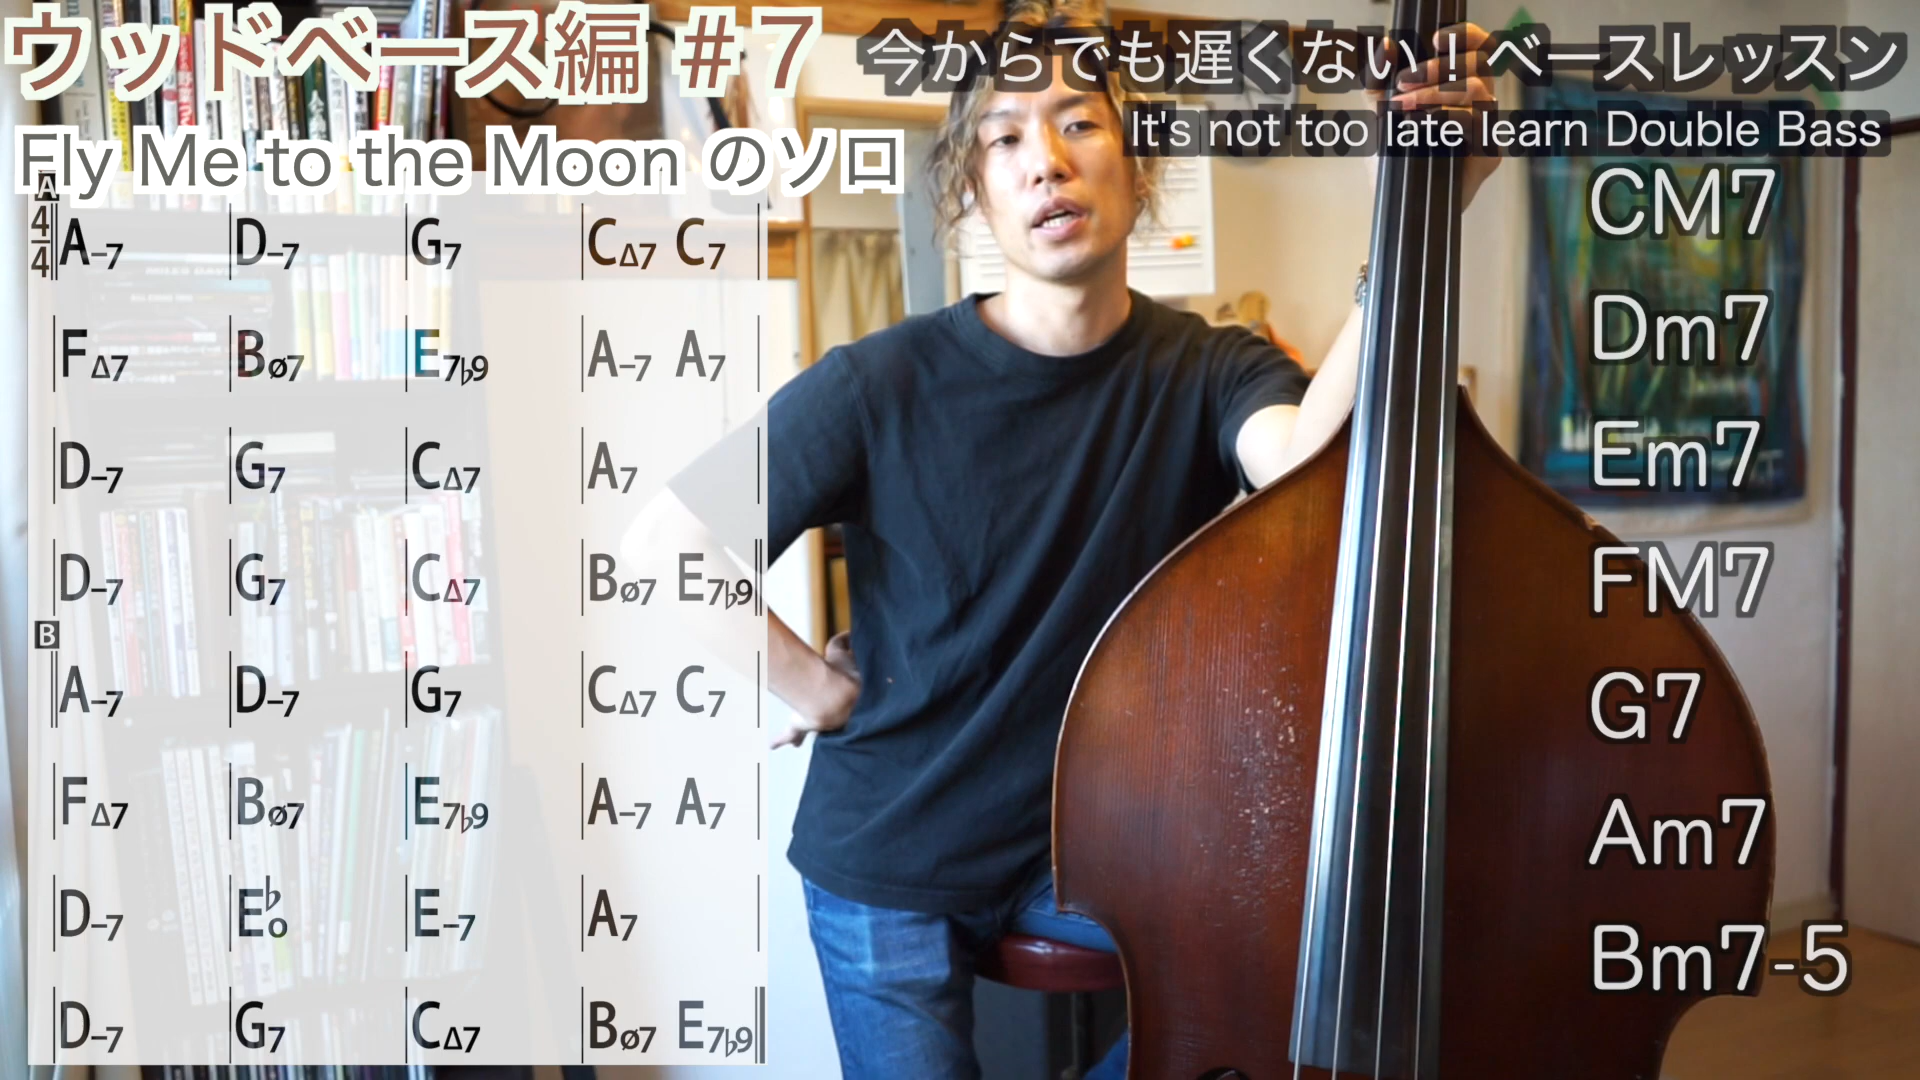 ウッドベース編 #7
今からでも遅くない!ベースレッスン
It's not too late learn Double Bass
Fly Me to the Moon のソロ
A
4/4 A–7 D–7 G7 CΔ7 C7
FΔ7 Bø7 E7♭9 A–7 A7
D–7 G7 CΔ7 A7
D–7 G7 CΔ7 Bø7 E7♭9
B
A–7 D–7 G7 CΔ7 C7
FΔ7 Bø7 E7♭9 A–7 A7
D–7 E♭o E–7 A7
D–7 G7 CΔ7 Bø7 E7♭9
CM7
Dm7
Em7
FM7
G7
Am7
Bm7-5